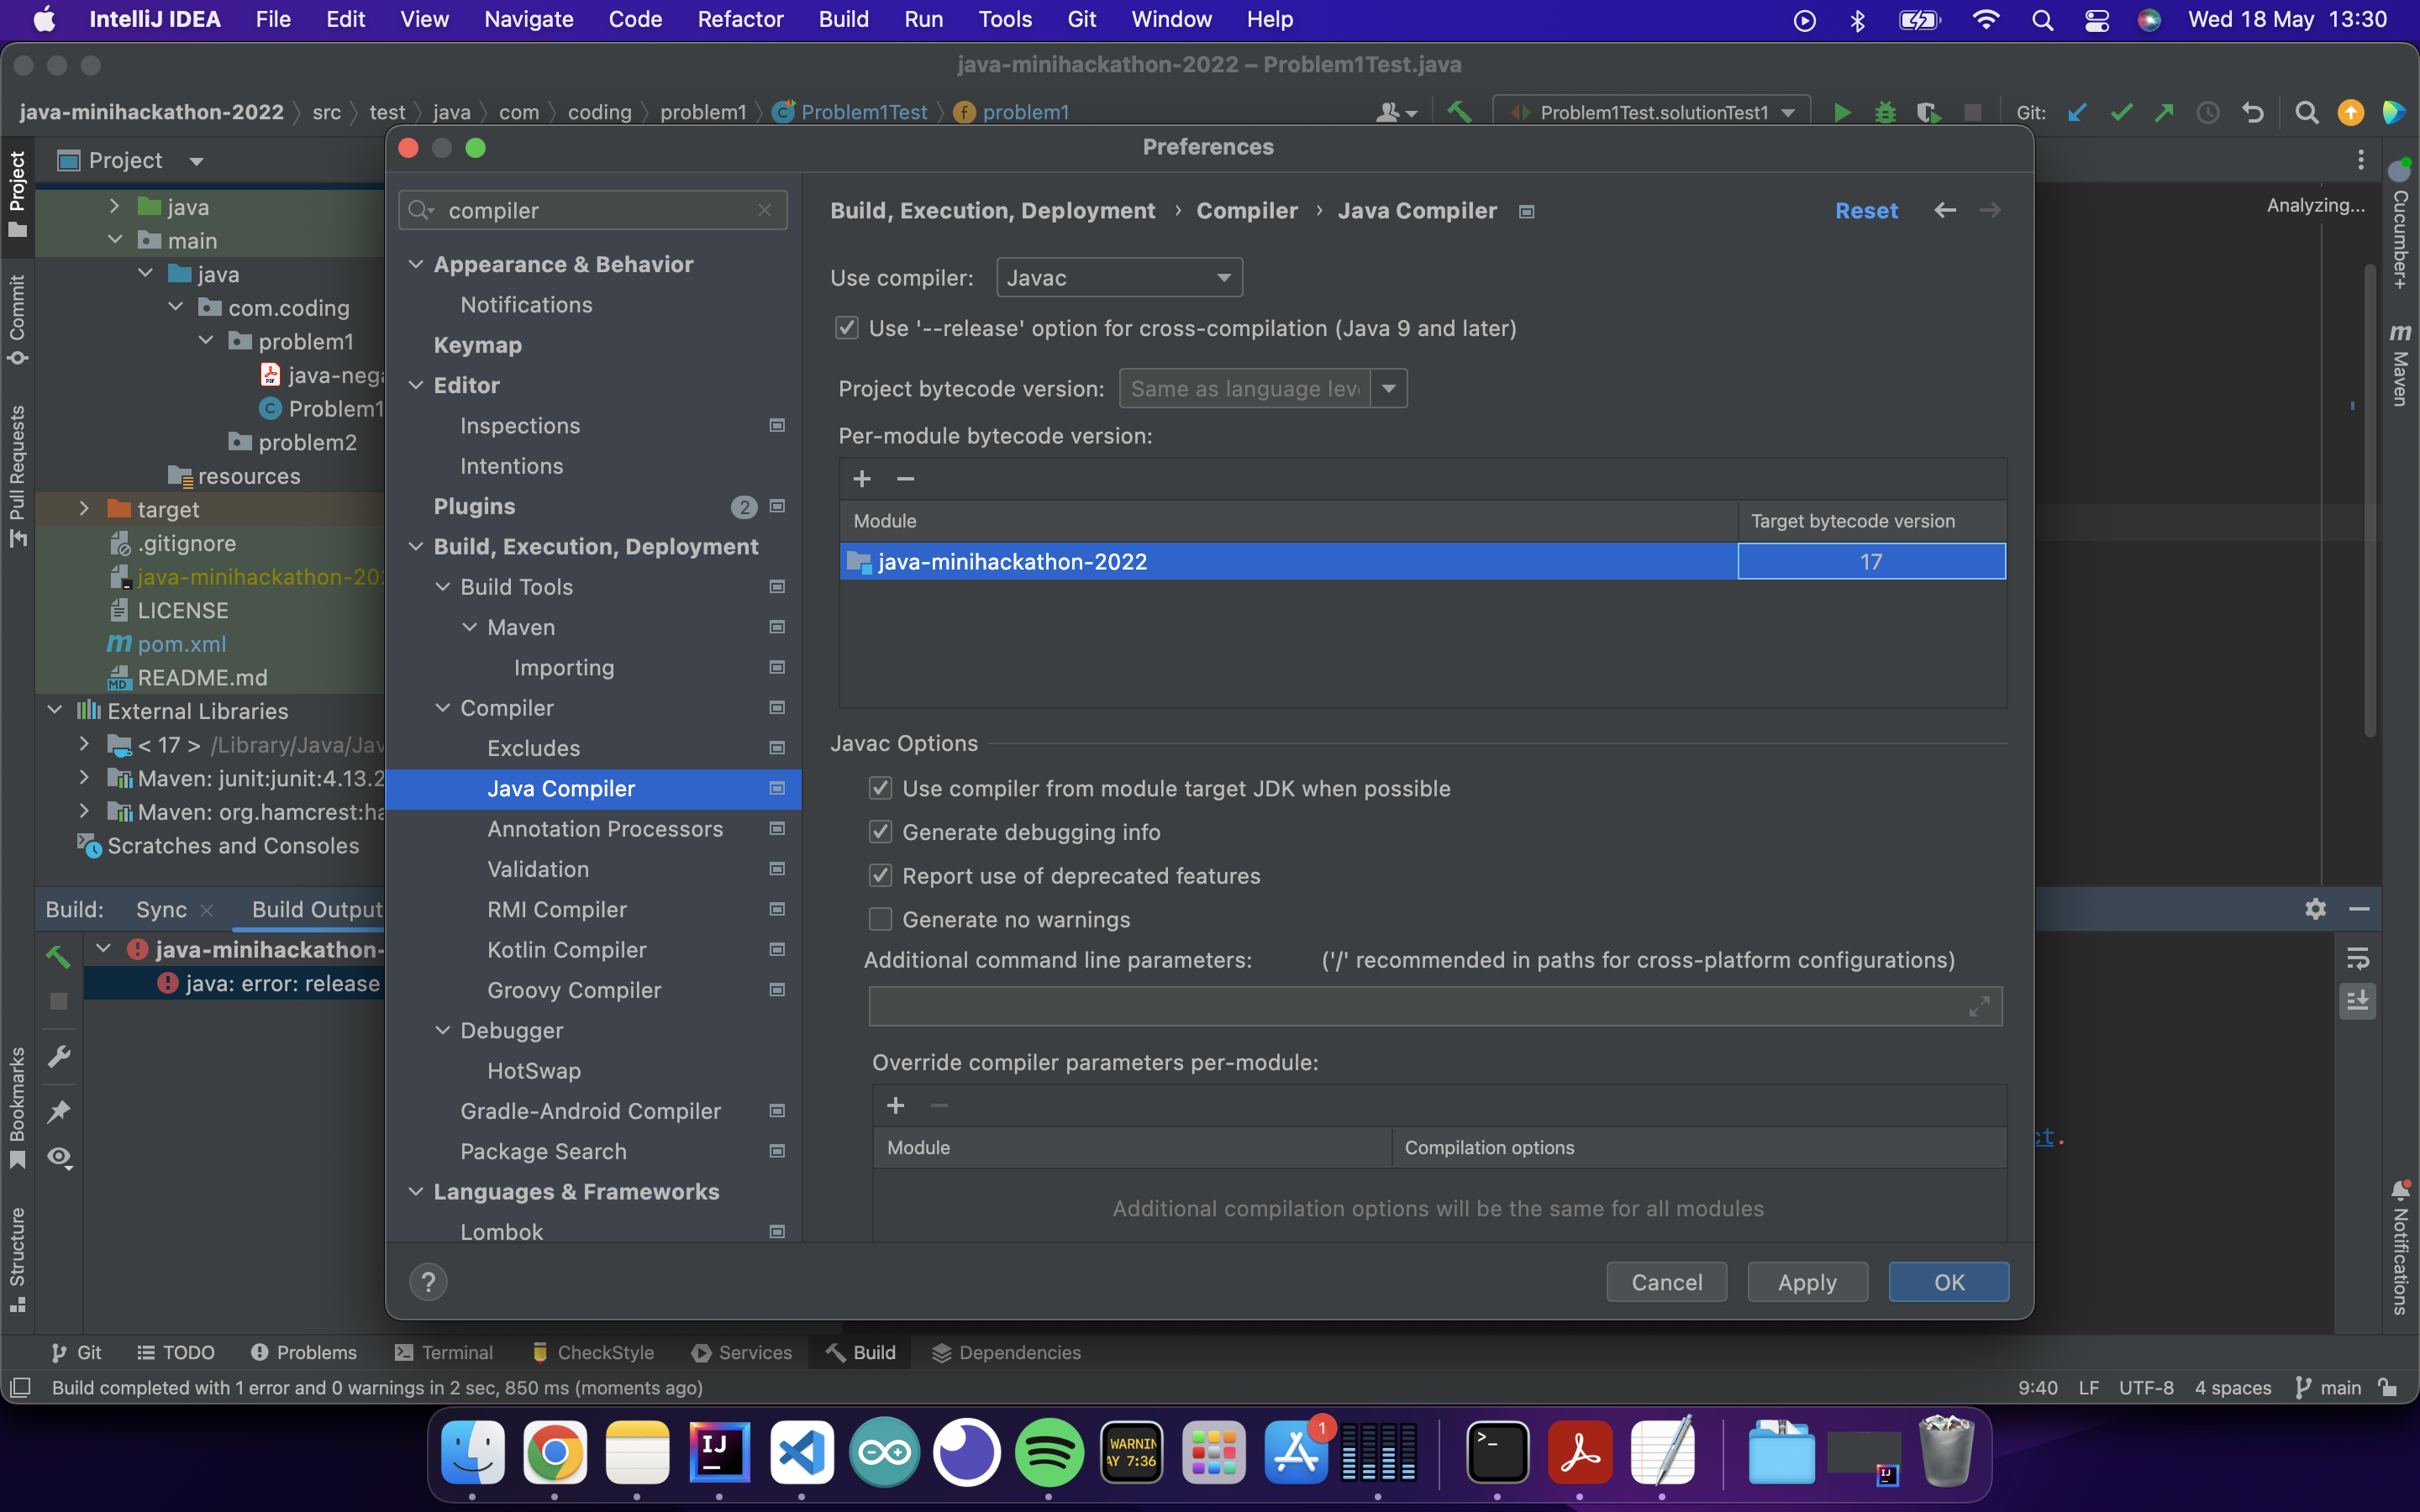 IntelliJ IDEA File Edit View Navigate Code Refactor Build Run Tools Git Window Help Wed 18 May 13:30
java-minihackathon-2022 – Problem1Test.java
java-minihackathon-2022 src test java com coding problem1 Problem1Test problem1 Problem1Test.solutionTest1 Git:
Project
Project
Commit
Pull Requests
Bookmarks
Structure
java
main
java
com.coding
problem1
java-neg
Problem1
problem2
resources
target
.gitignore
java-minihackathon-20
LICENSE
pom.xml
README.md
External Libraries
< 17 > /Library/Java/Jav
Maven: junit:junit:4.13.2
Maven: org.hamcrest:ha
Scratches and Consoles
Build: Sync Build Output
java-minihackathon-
java: error: release
Preferences
compiler
Appearance & Behavior
Notifications
Keymap
Editor
Inspections
Intentions
Plugins 2
Build, Execution, Deployment
Build Tools
Maven
Importing
Compiler
Excludes
Java Compiler
Annotation Processors
Validation
RMI Compiler
Kotlin Compiler
Groovy Compiler
Debugger
HotSwap
Gradle-Android Compiler
Package Search
Languages & Frameworks
Lombok
Build, Execution, Deployment › Compiler › Java Compiler Reset
Use compiler: Javac
Use '--release' option for cross-compilation (Java 9 and later)
Project bytecode version: Same as language lev
Per-module bytecode version:
Module Target bytecode version
java-minihackathon-2022 17
Javac Options
Use compiler from module target JDK when possible
Generate debugging info
Report use of deprecated features
Generate no warnings
Additional command line parameters: ('/' recommended in paths for cross-platform configurations)
Override compiler parameters per-module:
Module Compilation options
Additional compilation options will be the same for all modules
? Cancel Apply OK
Analyzing...
Cucumber+
m Maven
Notifications
ct.
Git TODO Problems Terminal CheckStyle Services Build Dependencies
Build completed with 1 error and 0 warnings in 2 sec, 850 ms (moments ago) 9:40 LF UTF-8 4 spaces main
IJ
WARNIN
AY 7:36
1
>_
IJ